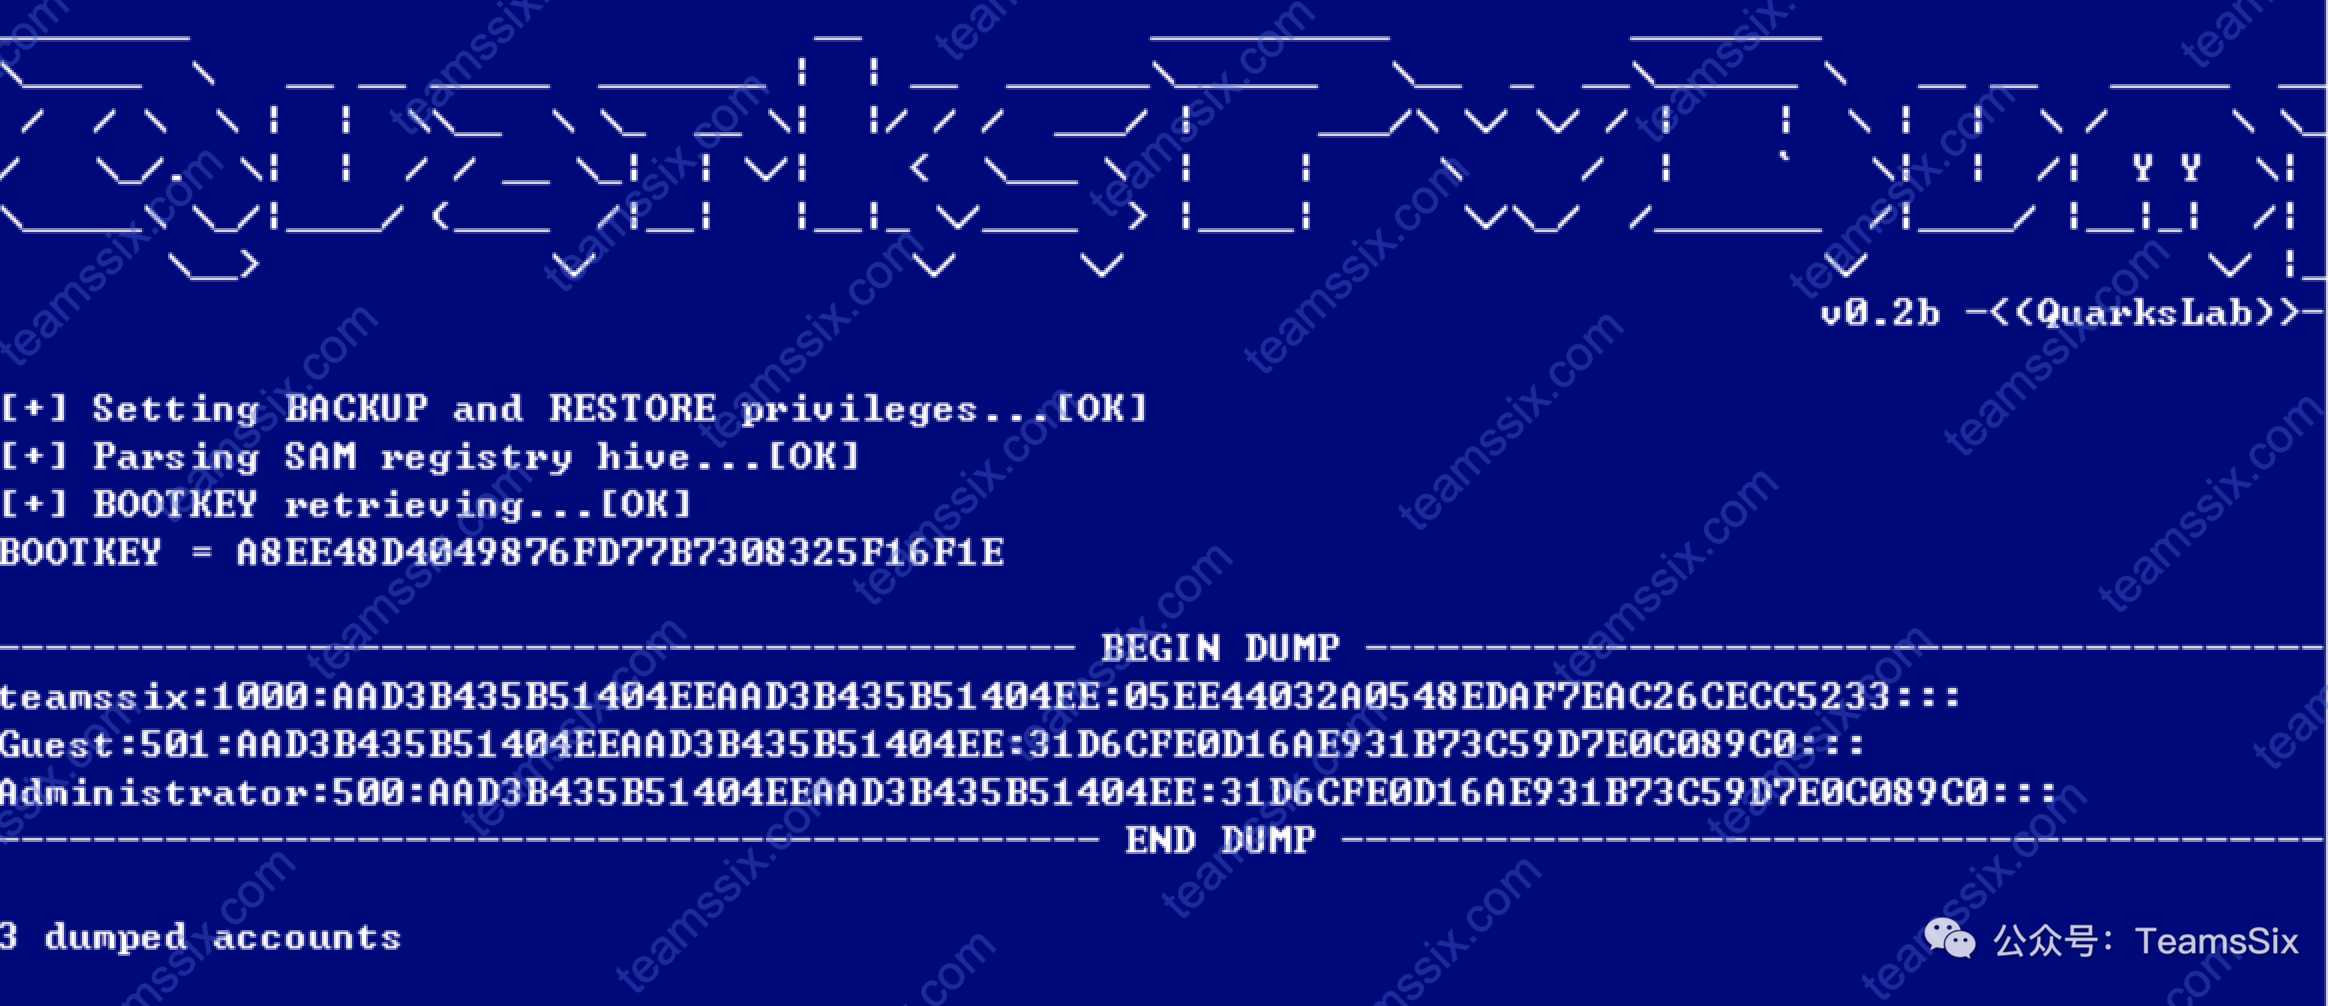 v0.2b -<(QuarksLab)>-
[+] Setting BACKUP and RESTORE privileges...[OK]
[+] Parsing SAM registry hive...[OK]
[+] BOOTKEY retrieving...[OK]
BOOTKEY = A8EE48D4049876FD77B7308325F16F1E
--------------------------------------------- BEGIN DUMP ----------------------------------------
teamssix:1000:AAD3B435B51404EEAAD3B435B51404EE:05EE44032A0548EDAF7EAC26CECC5233:::
Guest:501:AAD3B435B51404EEAAD3B435B51404EE:31D6CFE0D16AE931B73C59D7E0C089C0:::
Administrator:500:AAD3B435B51404EEAAD3B435B51404EE:31D6CFE0D16AE931B73C59D7E0C089C0:::
---------------------------------------------- END DUMP -----------------------------------------
3 dumped accounts
公众号：TeamsSix
teamssix.com